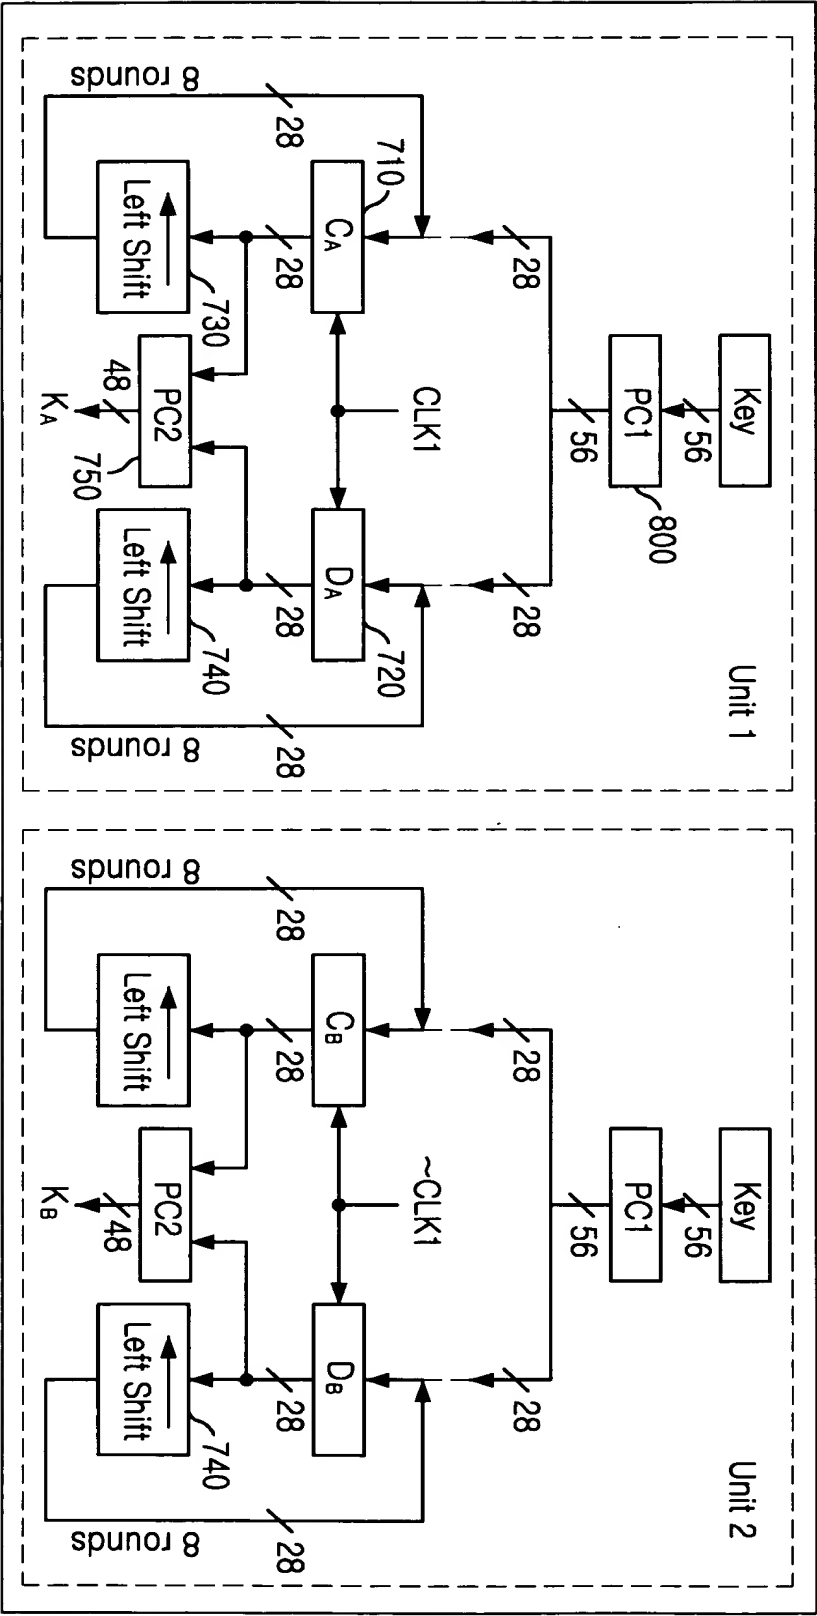 Unit 1
Key
56
PC1
800
56
28
28
8 rounds
28
710
CA
CLK1
DA
720
28
8 rounds
28
28
Left Shift
730
PC2
750
Left Shift
740
48
KA
Unit 2
Key
56
PC1
56
28
28
8 rounds
28
CB
~CLK1
DB
28
8 rounds
28
28
Left Shift
PC2
Left Shift
740
48
KB